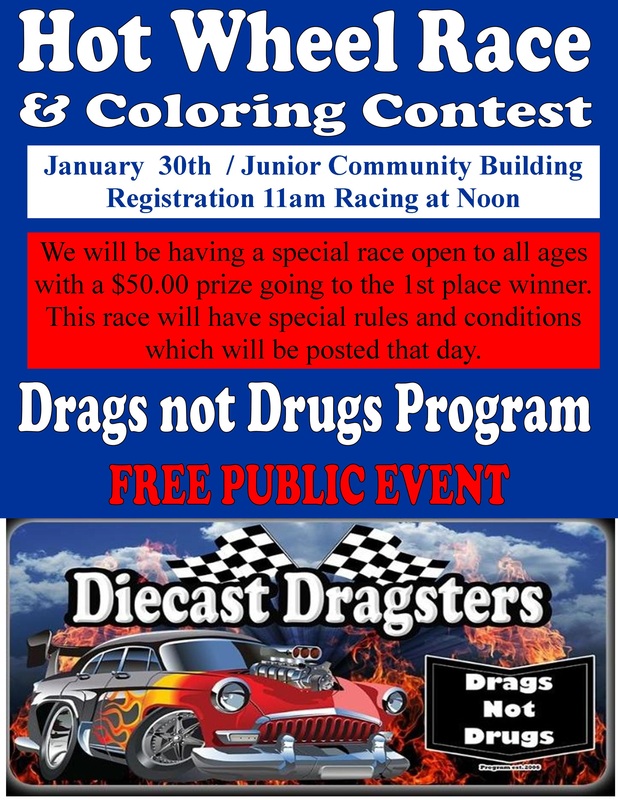 Hot Wheel Race
& Coloring Contest
January 30th / Junior Community Building
Registration 11am Racing at Noon
We will be having a special race open to all ages
with a $50.00 prize going to the 1st place winner.
This race will have special rules and conditions
which will be posted that day.
Drags not Drugs Program
FREE PUBLIC EVENT
Diecast Dragsters
Drags
Not
Drugs
Program est. 2006